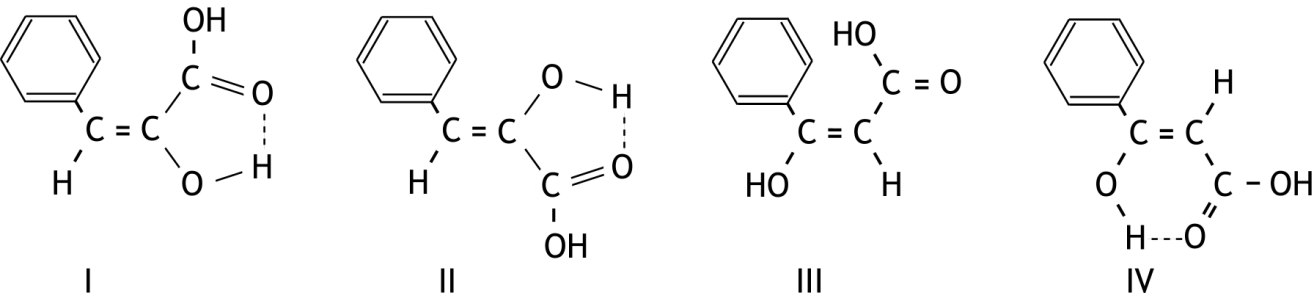 OH
C
O
C = C
H
O
H
I
O
H
C = C
H
C
O
OH
II
HO
C = O
C = C
HO
H
III
H
C = C
O
C - OH
H
O
IV